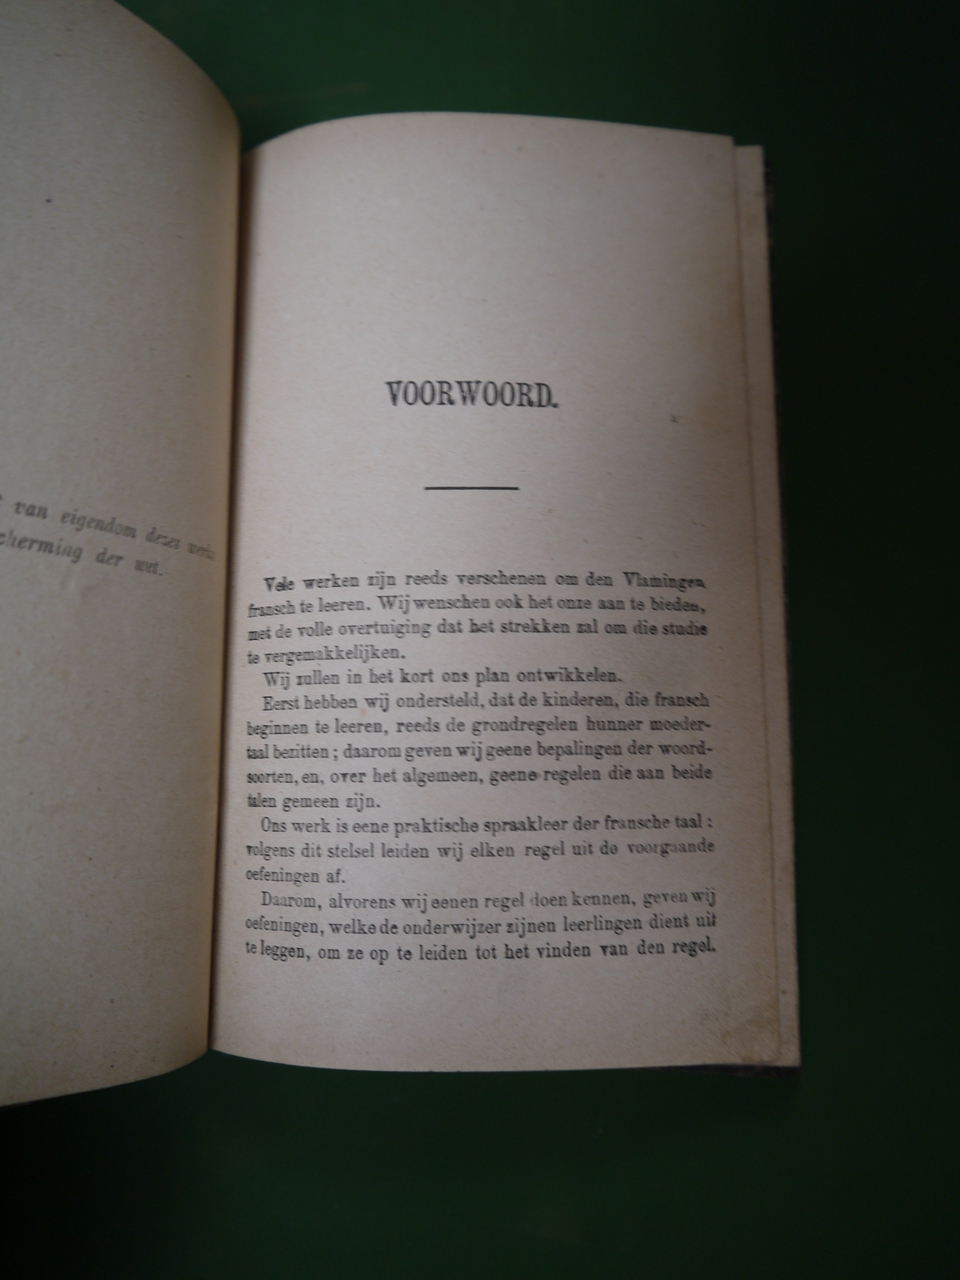 van eigendom dezes werks
der wet.
VOORWOORD.
Vele werken zijn reeds verschenen om den Vlamingen
fransch te leeren. Wij wenschen ook het onze aan te bieden,
met de volle overtuiging dat het strekken zal om die studie
te vergemakkelijken.
Wij zullen in het kort ons plan ontwikkelen.
Eerst hebben wij ondersteld, dat de kinderen, die fransch
beginnen te leeren, reeds de grondregelen hunner moeder-
taal bezitten ; daarom geven wij geene bepalingen der woord-
soorten, en, over het algemeen, geene regelen die aan beide
talen gemeen zijn.
Ons werk is eene praktische spraakleer der fransche taal :
volgens dit stelsel leiden wij elken regel uit de voorgaande
oefeningen af.
Daarom, alvorens wij eenen regel doen kennen, geven wij
oefeningen, welke de onderwijzer zijnen leerlingen dient uit
te leggen, om ze op te leiden tot het vinden van den regel.